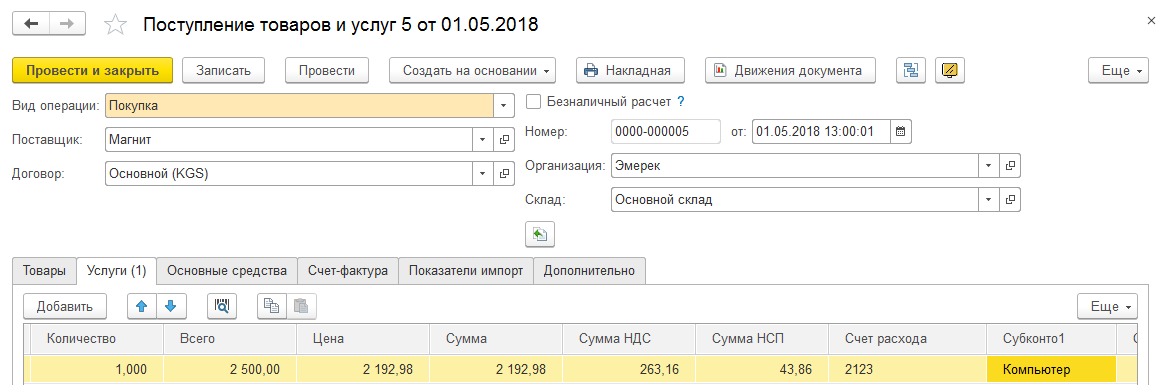 Поступление товаров и услуг 5 от 01.05.2018
Провести и закрыть Записать Провести Создать на основании Накладная Движения документа Еще
Вид операции: Покупка Безналичный расчет ?
Поставщик: Магнит Номер: 0000-000005 от: 01.05.2018 13:00:01
Договор: Основной (KGS) Организация: Эмерек
Склад: Основной склад
Товары Услуги (1) Основные средства Счет-фактура Показатели импорт Дополнительно
Добавить Еще
Количество Всего Цена Сумма Сумма НДС Сумма НСП Счет расхода Субконто1
1,000 2 500,00 2 192,98 2 192,98 263,16 43,86 2123 Компьютер